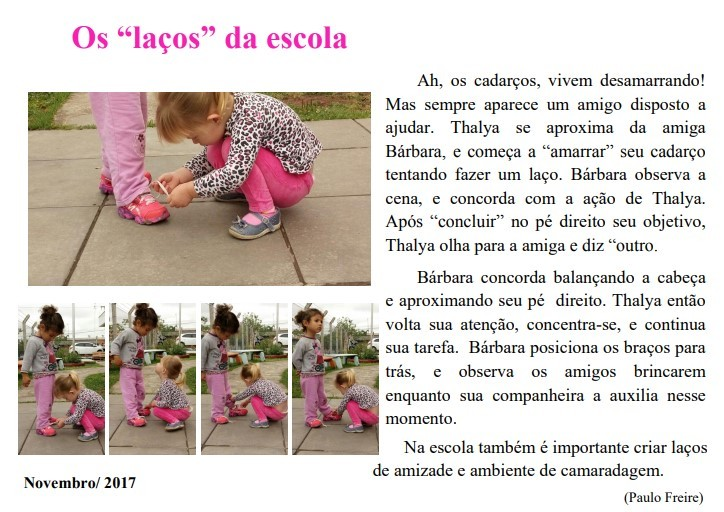 Os “laços” da escola
Ah, os cadarços, vivem desamarrando!
Mas sempre aparece um amigo disposto a
ajudar. Thalya se aproxima da amiga
Bárbara, e começa a “amarrar” seu cadarço
tentando fazer um laço. Bárbara observa a
cena, e concorda com a ação de Thalya.
Após “concluir” no pé direito seu objetivo,
Thalya olha para a amiga e diz “outro.
Bárbara concorda balançando a cabeça
e aproximando seu pé direito. Thalya então
volta sua atenção, concentra-se, e continua
sua tarefa. Bárbara posiciona os braços para
trás, e observa os amigos brincarem
enquanto sua companheira a auxilia nesse
momento.
Na escola também é importante criar laços
de amizade e ambiente de camaradagem.
(Paulo Freire)
Novembro/ 2017